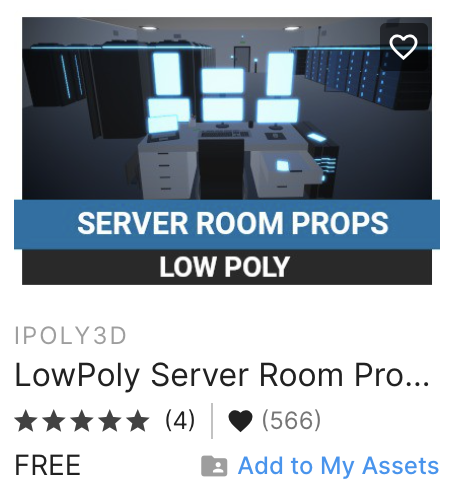 SERVER ROOM PROPS
LOW POLY
IPOLY3D
LowPoly Server Room Pro...
(4) (566)
FREE Add to My Assets